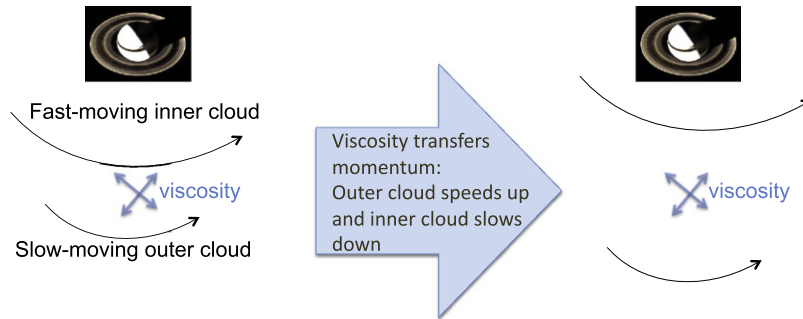 Fast-moving inner cloud
viscosity
Slow-moving outer cloud
Viscosity transfers
momentum:
Outer cloud speeds up
and inner cloud slows
down
viscosity